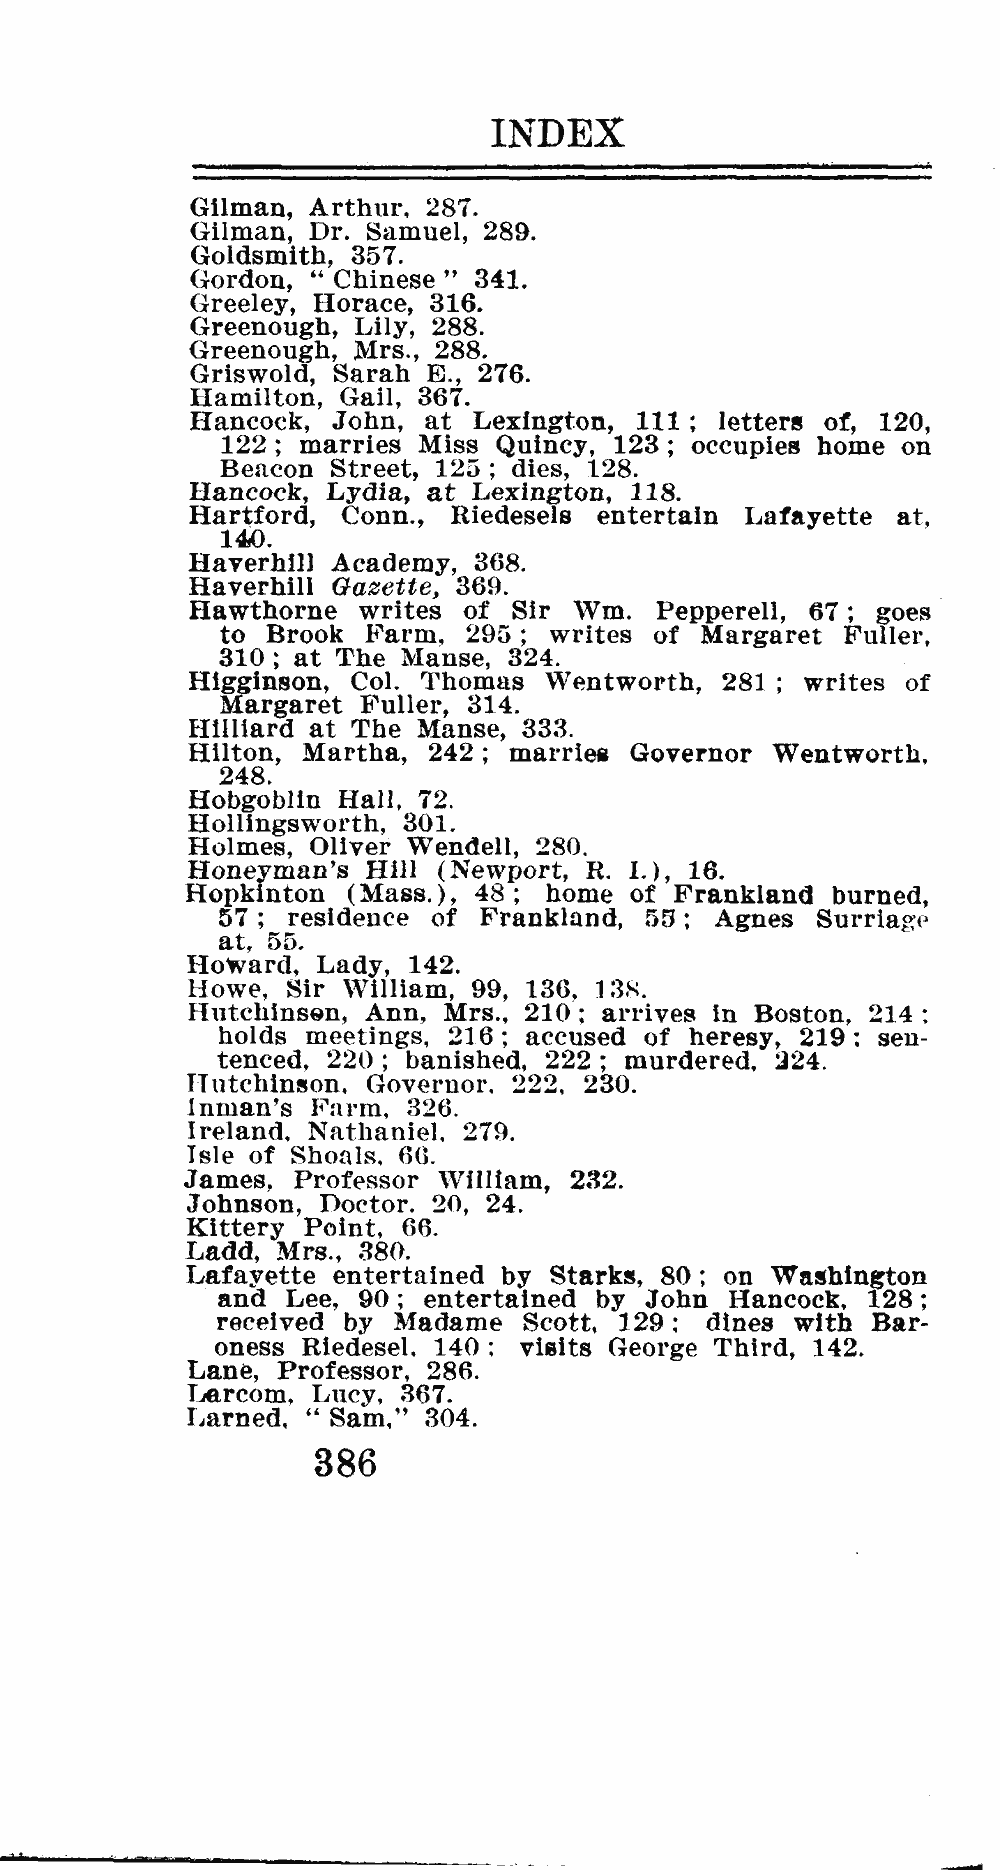 INDEX
Gilman, Arthur, 287.
Gilman, Dr. Samuel, 289.
Goldsmith, 357.
Gordon, " Chinese " 341.
Greeley, Horace, 316.
Greenough, Lily, 288.
Greenough, Mrs., 288.
Griswold, Sarah E., 276.
Hamilton, Gail, 367.
Hancock, John, at Lexington, 111 ; letters of, 120,
122 ; marries Miss Quincy, 123 ; occupies home on
Beacon Street, 125 ; dies, 128.
Hancock, Lydia, at Lexington, 118.
Hartford, Conn., Riedesels entertain Lafayette at,
140.
Haverhill Academy, 368.
Haverhill Gazette, 369.
Hawthorne writes of Sir Wm. Pepperell, 67 ; goes
to Brook Farm, 295 ; writes of Margaret Fuller,
310 ; at The Manse, 324.
Higginson, Col. Thomas Wentworth, 281 ; writes of
Margaret Fuller, 314.
Hilliard at The Manse, 333.
Hilton, Martha, 242 ; marries Governor Wentworth,
248.
Hobgoblin Hall, 72.
Hollingsworth, 301.
Holmes, Oliver Wendell, 280.
Honeyman's Hill (Newport, R. I.), 16.
Hopkinton (Mass.), 48 ; home of Frankland burned,
57 ; residence of Frankland, 55 ; Agnes Surriage
at, 55.
Howard, Lady, 142.
Howe, Sir William, 99, 136, 138.
Hutchinson, Ann, Mrs., 210 ; arrives in Boston, 214 ;
holds meetings, 216 ; accused of heresy, 219 ; sen-
tenced, 220 ; banished, 222 ; murdered, 224.
Hutchinson, Governor, 222, 230.
Inman's Farm, 326.
Ireland, Nathaniel, 279.
Isle of Shoals, 66.
James, Professor William, 232.
Johnson, Doctor. 20, 24.
Kittery Point, 66.
Ladd, Mrs., 380.
Lafayette entertained by Starks, 80 ; on Washington
and Lee, 90 ; entertained by John Hancock, 128 ;
received by Madame Scott, 129 ; dines with Bar-
oness Riedesel, 140 ; visits George Third, 142.
Lane, Professor, 286.
Larcom, Lucy, 367.
Larned, " Sam," 304.
386